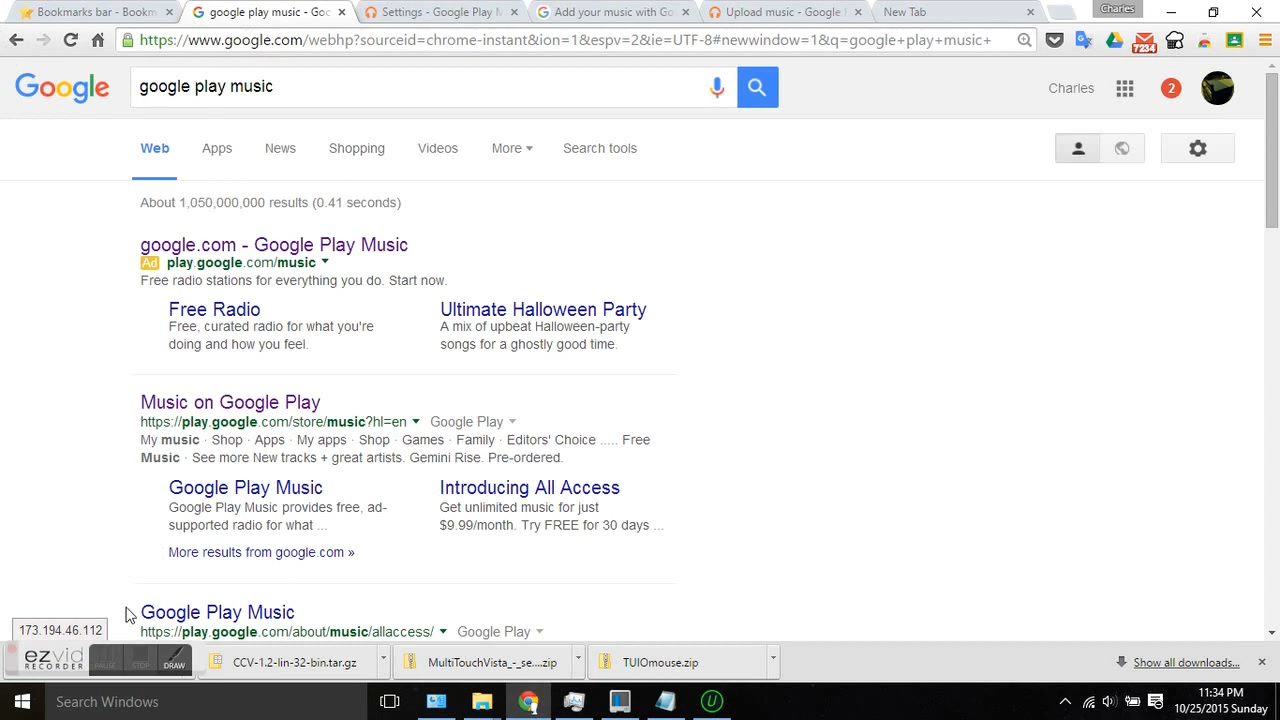 Bookmarks bar - Bookm
google play music - Goo
Settings - Google Play M
Add your music with Go
Upload music - Google
New Tab
Charles
https://www.google.com/webhp?sourceid=chrome-instant&ion=1&espv=2&ie=UTF-8#newwindow=1&q=google+play+music+
7234
Google
google play music
Charles
2
Web
Apps
News
Shopping
Videos
More
Search tools
About 1,050,000,000 results (0.41 seconds)
google.com - Google Play Music
Ad play.google.com/music
Free radio stations for everything you do. Start now.
Free Radio
Free, curated radio for what you're
doing and how you feel.
Ultimate Halloween Party
A mix of upbeat Halloween-party
songs for a ghostly good time.
Music on Google Play
https://play.google.com/store/music?hl=en Google Play
My music · Shop · Apps · My apps · Shop · Games · Family · Editors' Choice ..... Free
Music · See more New tracks + great artists. Gemini Rise. Pre-ordered.
Google Play Music
Google Play Music provides free, ad-
supported radio for what ...
Introducing All Access
Get unlimited music for just
$9.99/month. Try FREE for 30 days ...
More results from google.com »
Google Play Music
https://play.google.com/about/music/allaccess/ Google Play
173.194.46.112
ezvid
RECORDER
PAUSE
STOP
DRAW
CCV-1.2-lin-32-bin.tar.gz
MultiTouchVista_-_se....zip
TUIOmouse.zip
Show all downloads...
Search Windows
11:34 PM
10/25/2015 Sunday